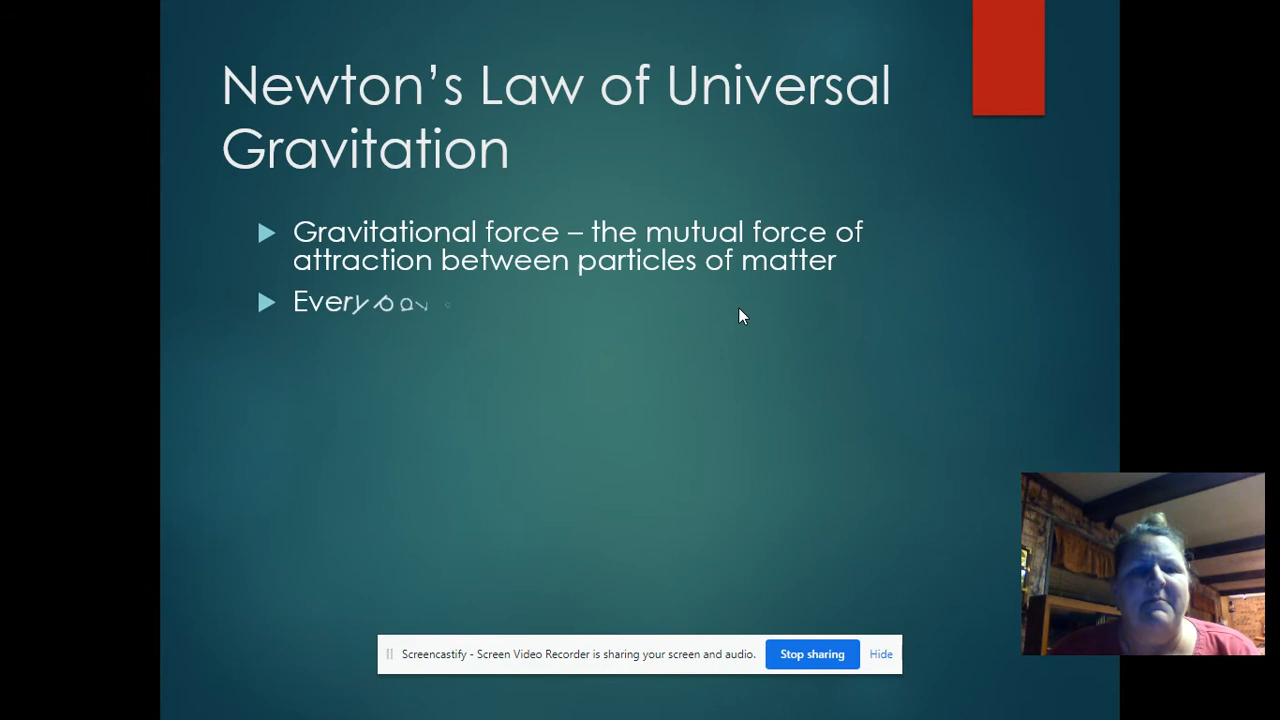 Newton’s Law of Universal
Gravitation
Gravitational force – the mutual force of
attraction between particles of matter
Every
Screencastify - Screen Video Recorder is sharing your screen and audio.
Stop sharing
Hide